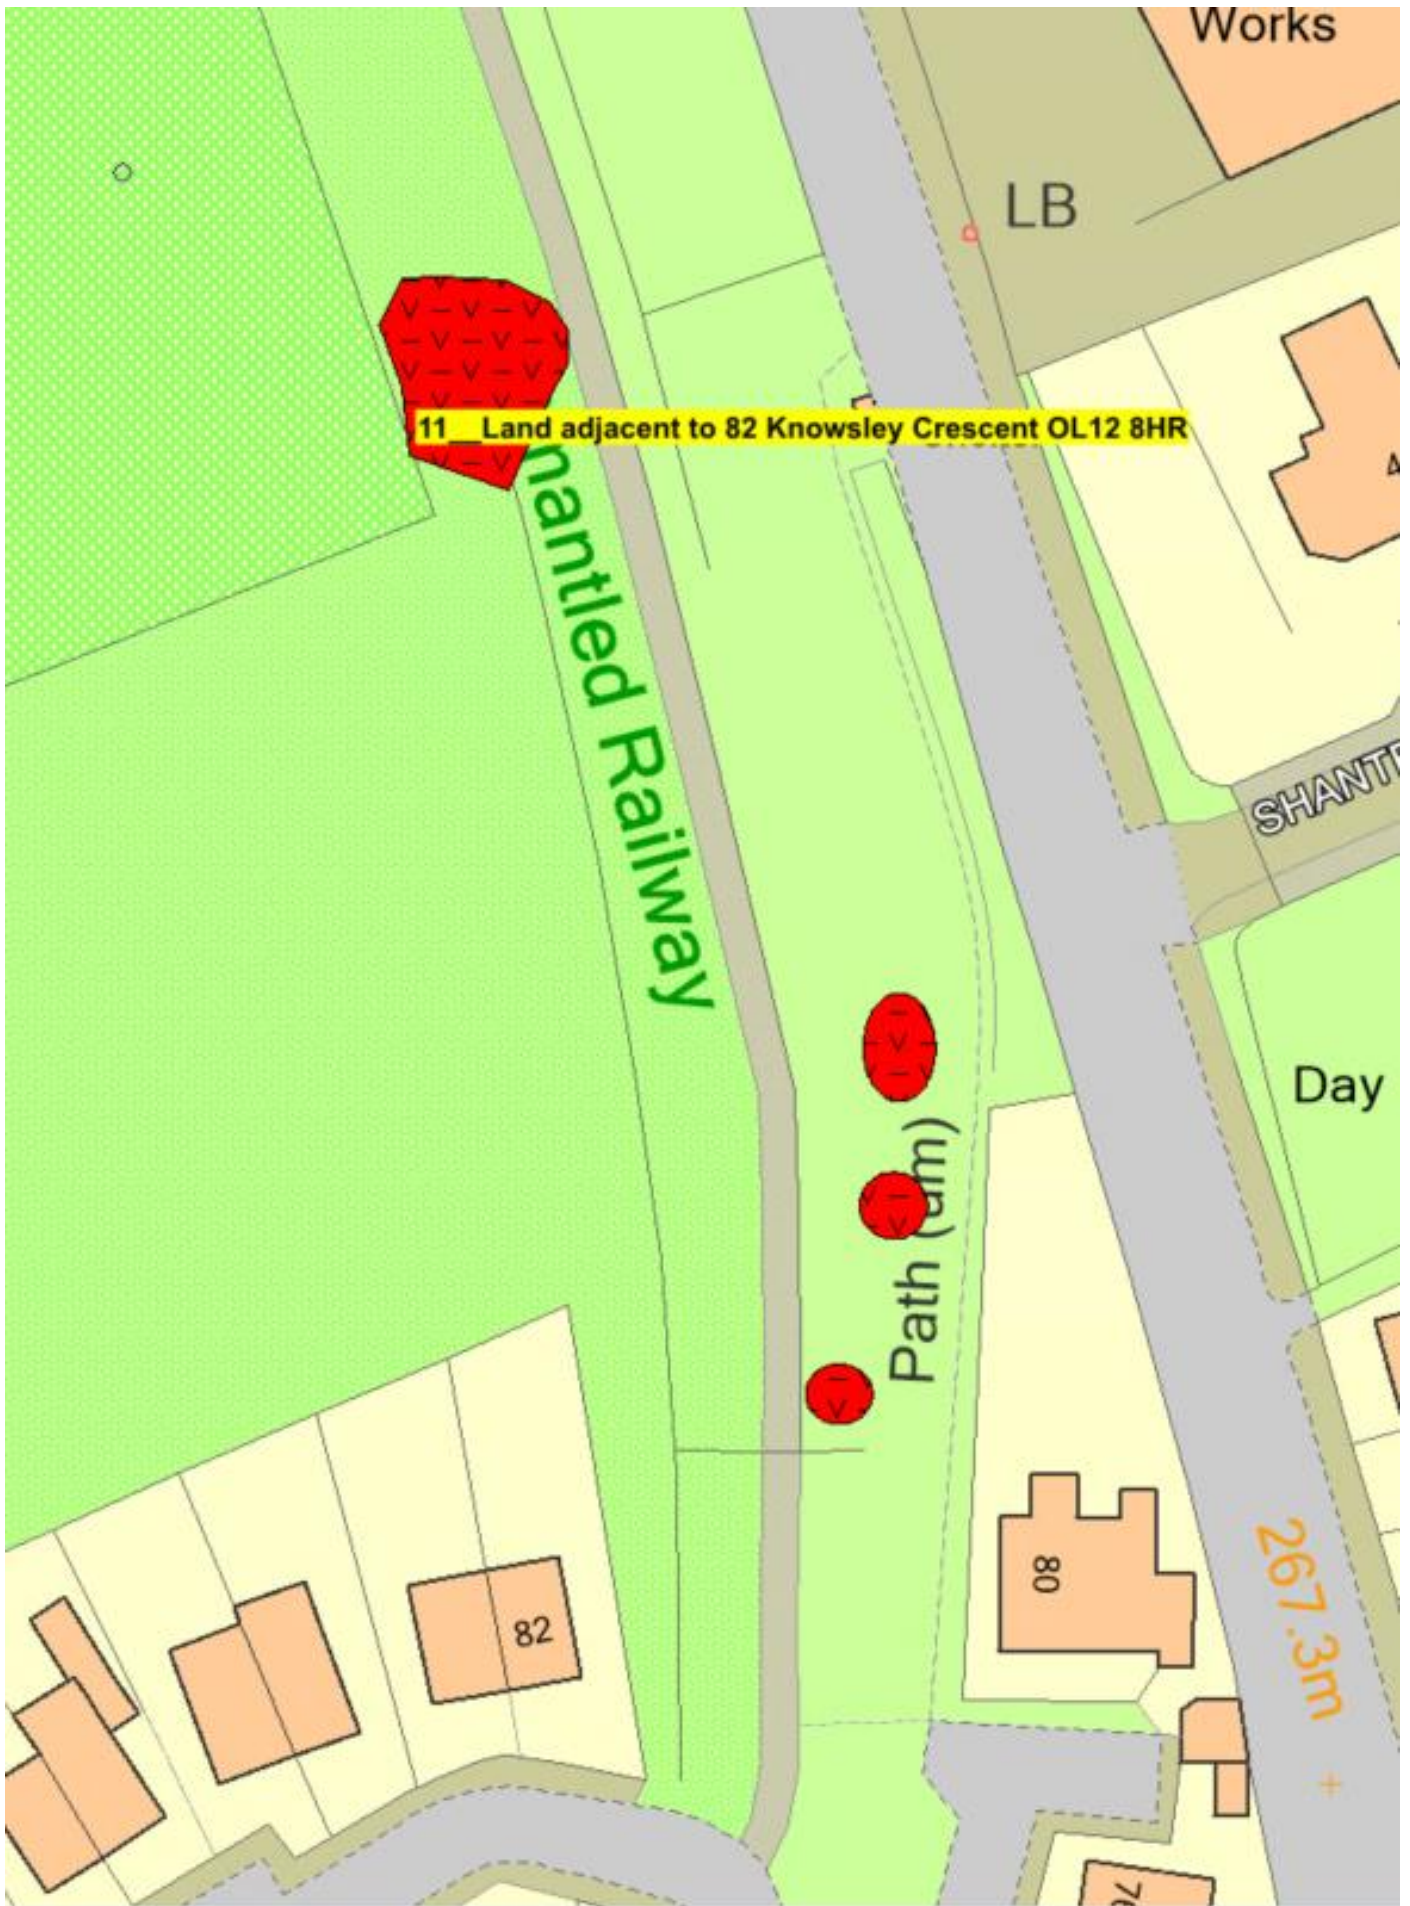 Works
LB
11__Land adjacent to 82 Knowsley Crescent OL12 8HR
mantled Railway
SHANT
Day
Path (um)
80
82
267.3m